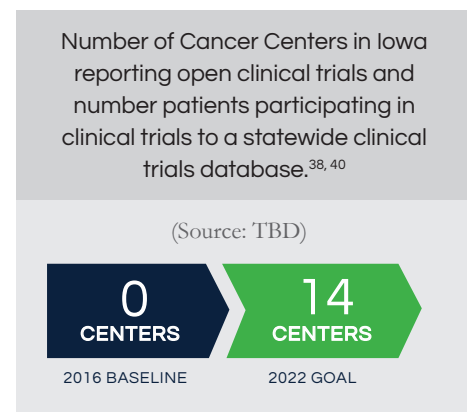 Number of Cancer Centers in Iowa
reporting open clinical trials and
number patients participating in
clinical trials to a statewide clinical
trials database.38, 40
(Source: TBD)
0
CENTERS
14
CENTERS
2016 BASELINE
2022 GOAL